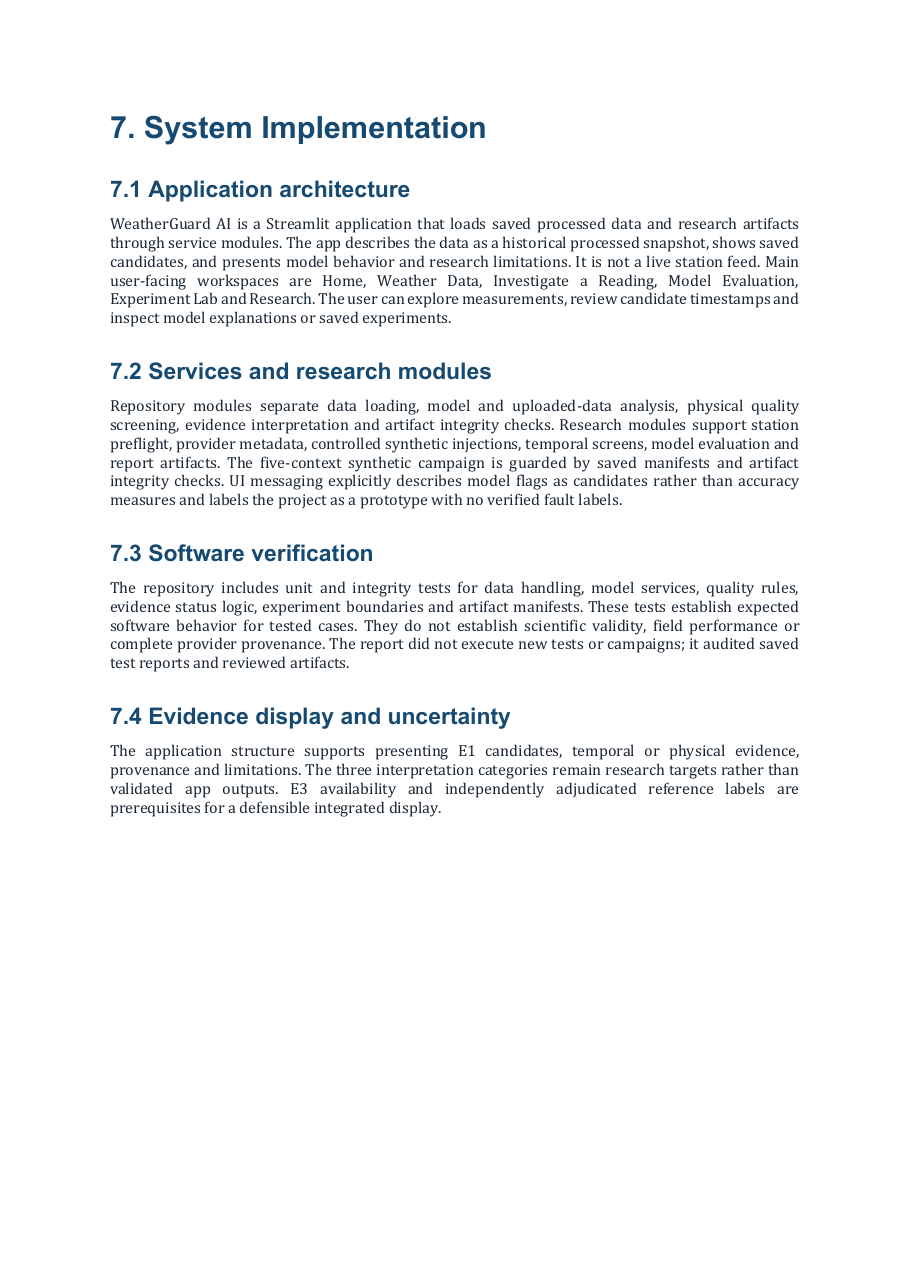 7. System Implementation
7.1 Application architecture
WeatherGuard AI is a Streamlit application that loads saved processed data and research artifacts
through service modules. The app describes the data as a historical processed snapshot, shows saved
candidates, and presents model behavior and research limitations. It is not a live station feed. Main
user-facing workspaces are Home, Weather Data, Investigate a Reading, Model Evaluation,
Experiment Lab and Research. The user can explore measurements, review candidate timestamps and
inspect model explanations or saved experiments.
7.2 Services and research modules
Repository modules separate data loading, model and uploaded-data analysis, physical quality
screening, evidence interpretation and artifact integrity checks. Research modules support station
preflight, provider metadata, controlled synthetic injections, temporal screens, model evaluation and
report artifacts. The five-context synthetic campaign is guarded by saved manifests and artifact
integrity checks. UI messaging explicitly describes model flags as candidates rather than accuracy
measures and labels the project as a prototype with no verified fault labels.
7.3 Software verification
The repository includes unit and integrity tests for data handling, model services, quality rules,
evidence status logic, experiment boundaries and artifact manifests. These tests establish expected
software behavior for tested cases. They do not establish scientific validity, field performance or
complete provider provenance. The report did not execute new tests or campaigns; it audited saved
test reports and reviewed artifacts.
7.4 Evidence display and uncertainty
The application structure supports presenting E1 candidates, temporal or physical evidence,
provenance and limitations. The three interpretation categories remain research targets rather than
validated app outputs. E3 availability and independently adjudicated reference labels are
prerequisites for a defensible integrated display.